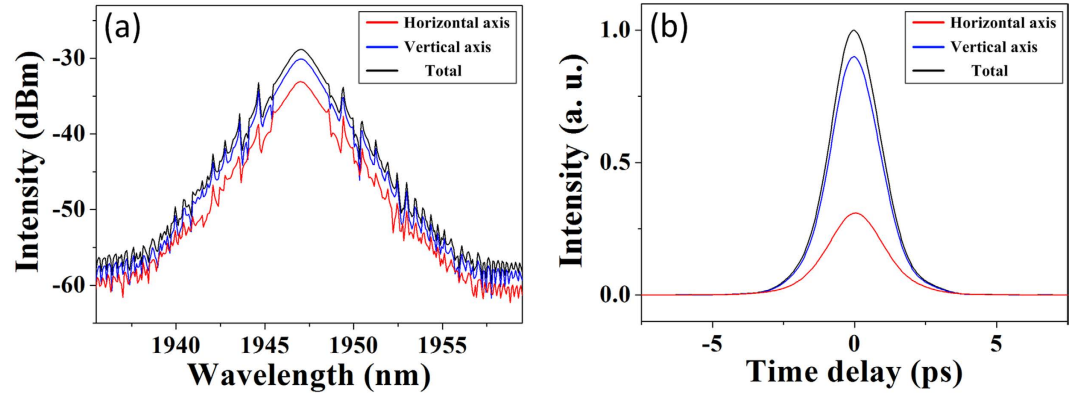 (a)
Horizontal axis
Vertical axis
Total
Intensity (dBm)
-30
-40
-50
-60
1940
1945
1950
1955
Wavelength (nm)
(b)
Horizontal axis
Vertical axis
Total
Intensity (a. u.)
1.0
0.5
0.0
-5
0
5
Time delay (ps)